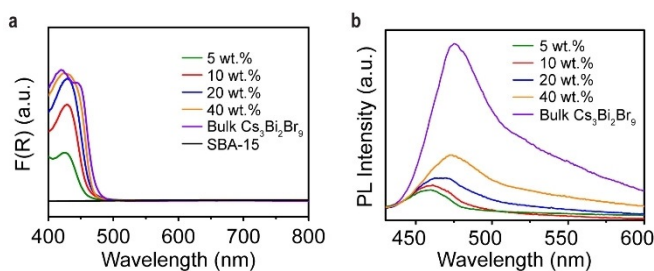 a
F(R) (a.u.)
5 wt.%
10 wt.%
20 wt.%
40 wt.%
Bulk Cs₃Bi₂Br₉
SBA-15
400 500 600 700 800
Wavelength (nm)
b
PL Intensity (a.u.)
5 wt.%
10 wt.%
20 wt.%
40 wt.%
Bulk Cs₃Bi₂Br₉
450 500 550 600
Wavelength (nm)